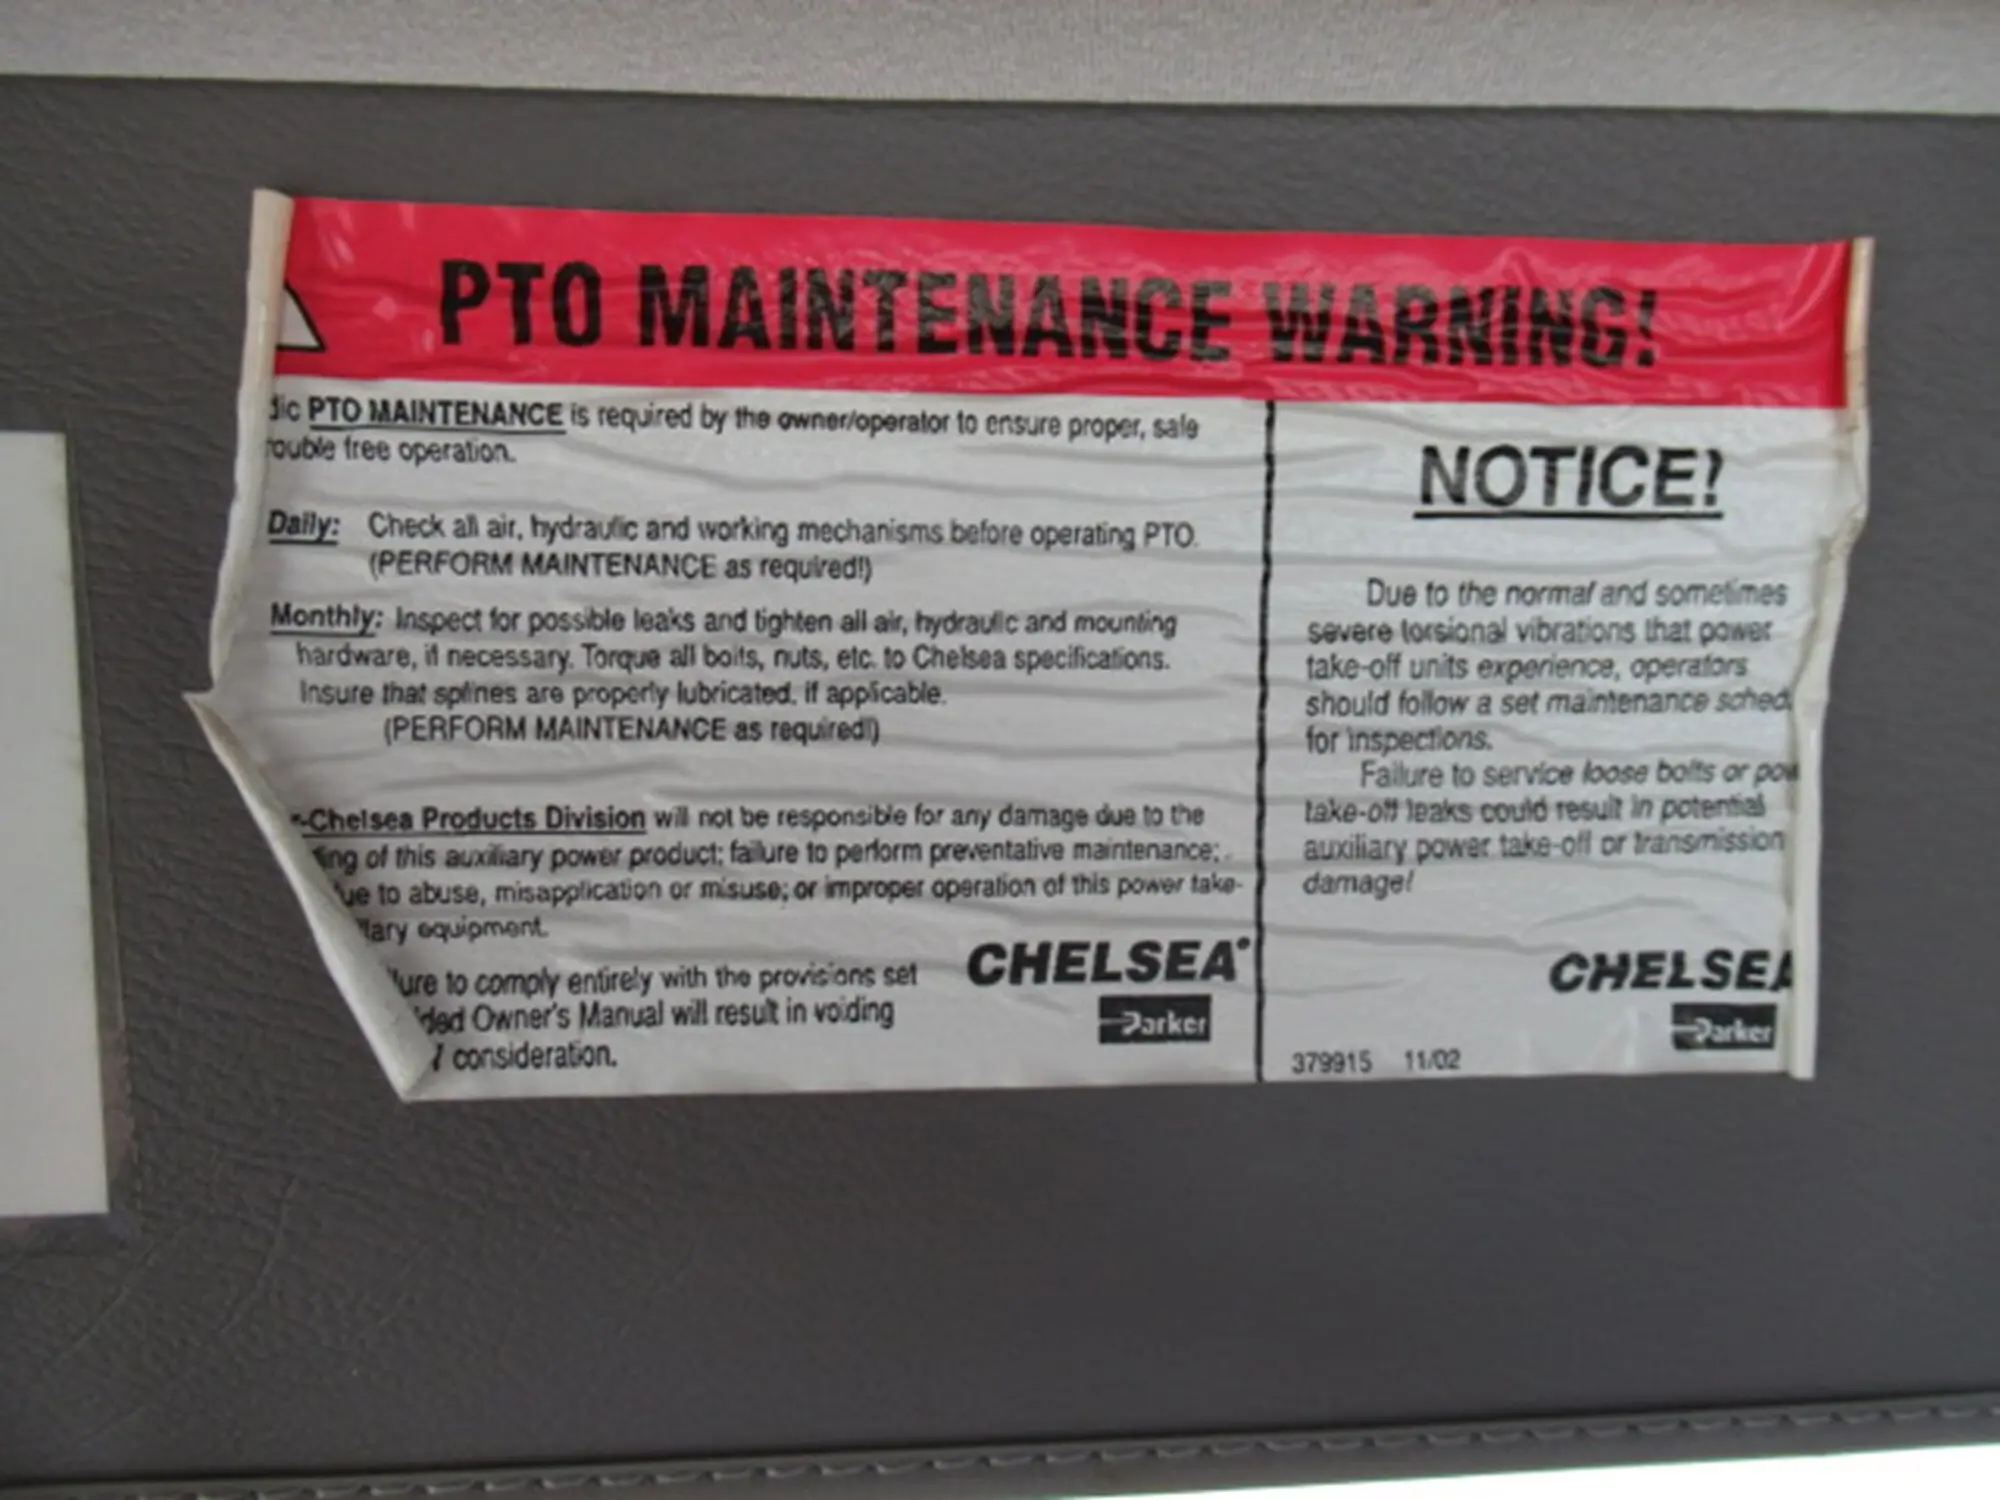 PTO MAINTENANCE WARNING!
dic PTO MAINTENANCE is required by the owner/operator to ensure proper, safe
rouble free operation.
Daily: Check all air, hydraulic and working mechanisms before operating PTO.
(PERFORM MAINTENANCE as required!)
Monthly: Inspect for possible leaks and tighten all air, hydraulic and mounting
hardware, if necessary. Torque all bolts, nuts, etc. to Chelsea specifications.
Insure that splines are properly lubricated, if applicable.
(PERFORM MAINTENANCE as required!)
-Chelsea Products Division will not be responsible for any damage due to the
ing of this auxiliary power product; failure to perform preventative maintenance;
ue to abuse, misapplication or misuse; or improper operation of this power take-
lary equipment.
lure to comply entirely with the provisions set
ded Owner's Manual will result in voiding
consideration.
CHELSEA
Parker
NOTICE!
Due to the normal and sometimes
severe torsional vibrations that power
take-off units experience, operators
should follow a set maintenance sched
for inspections.
Failure to service loose bolts or pow
take-off leaks could result in potential
auxiliary power take-off or transmission
damage!
CHELSEA
Parker
379915 11/02